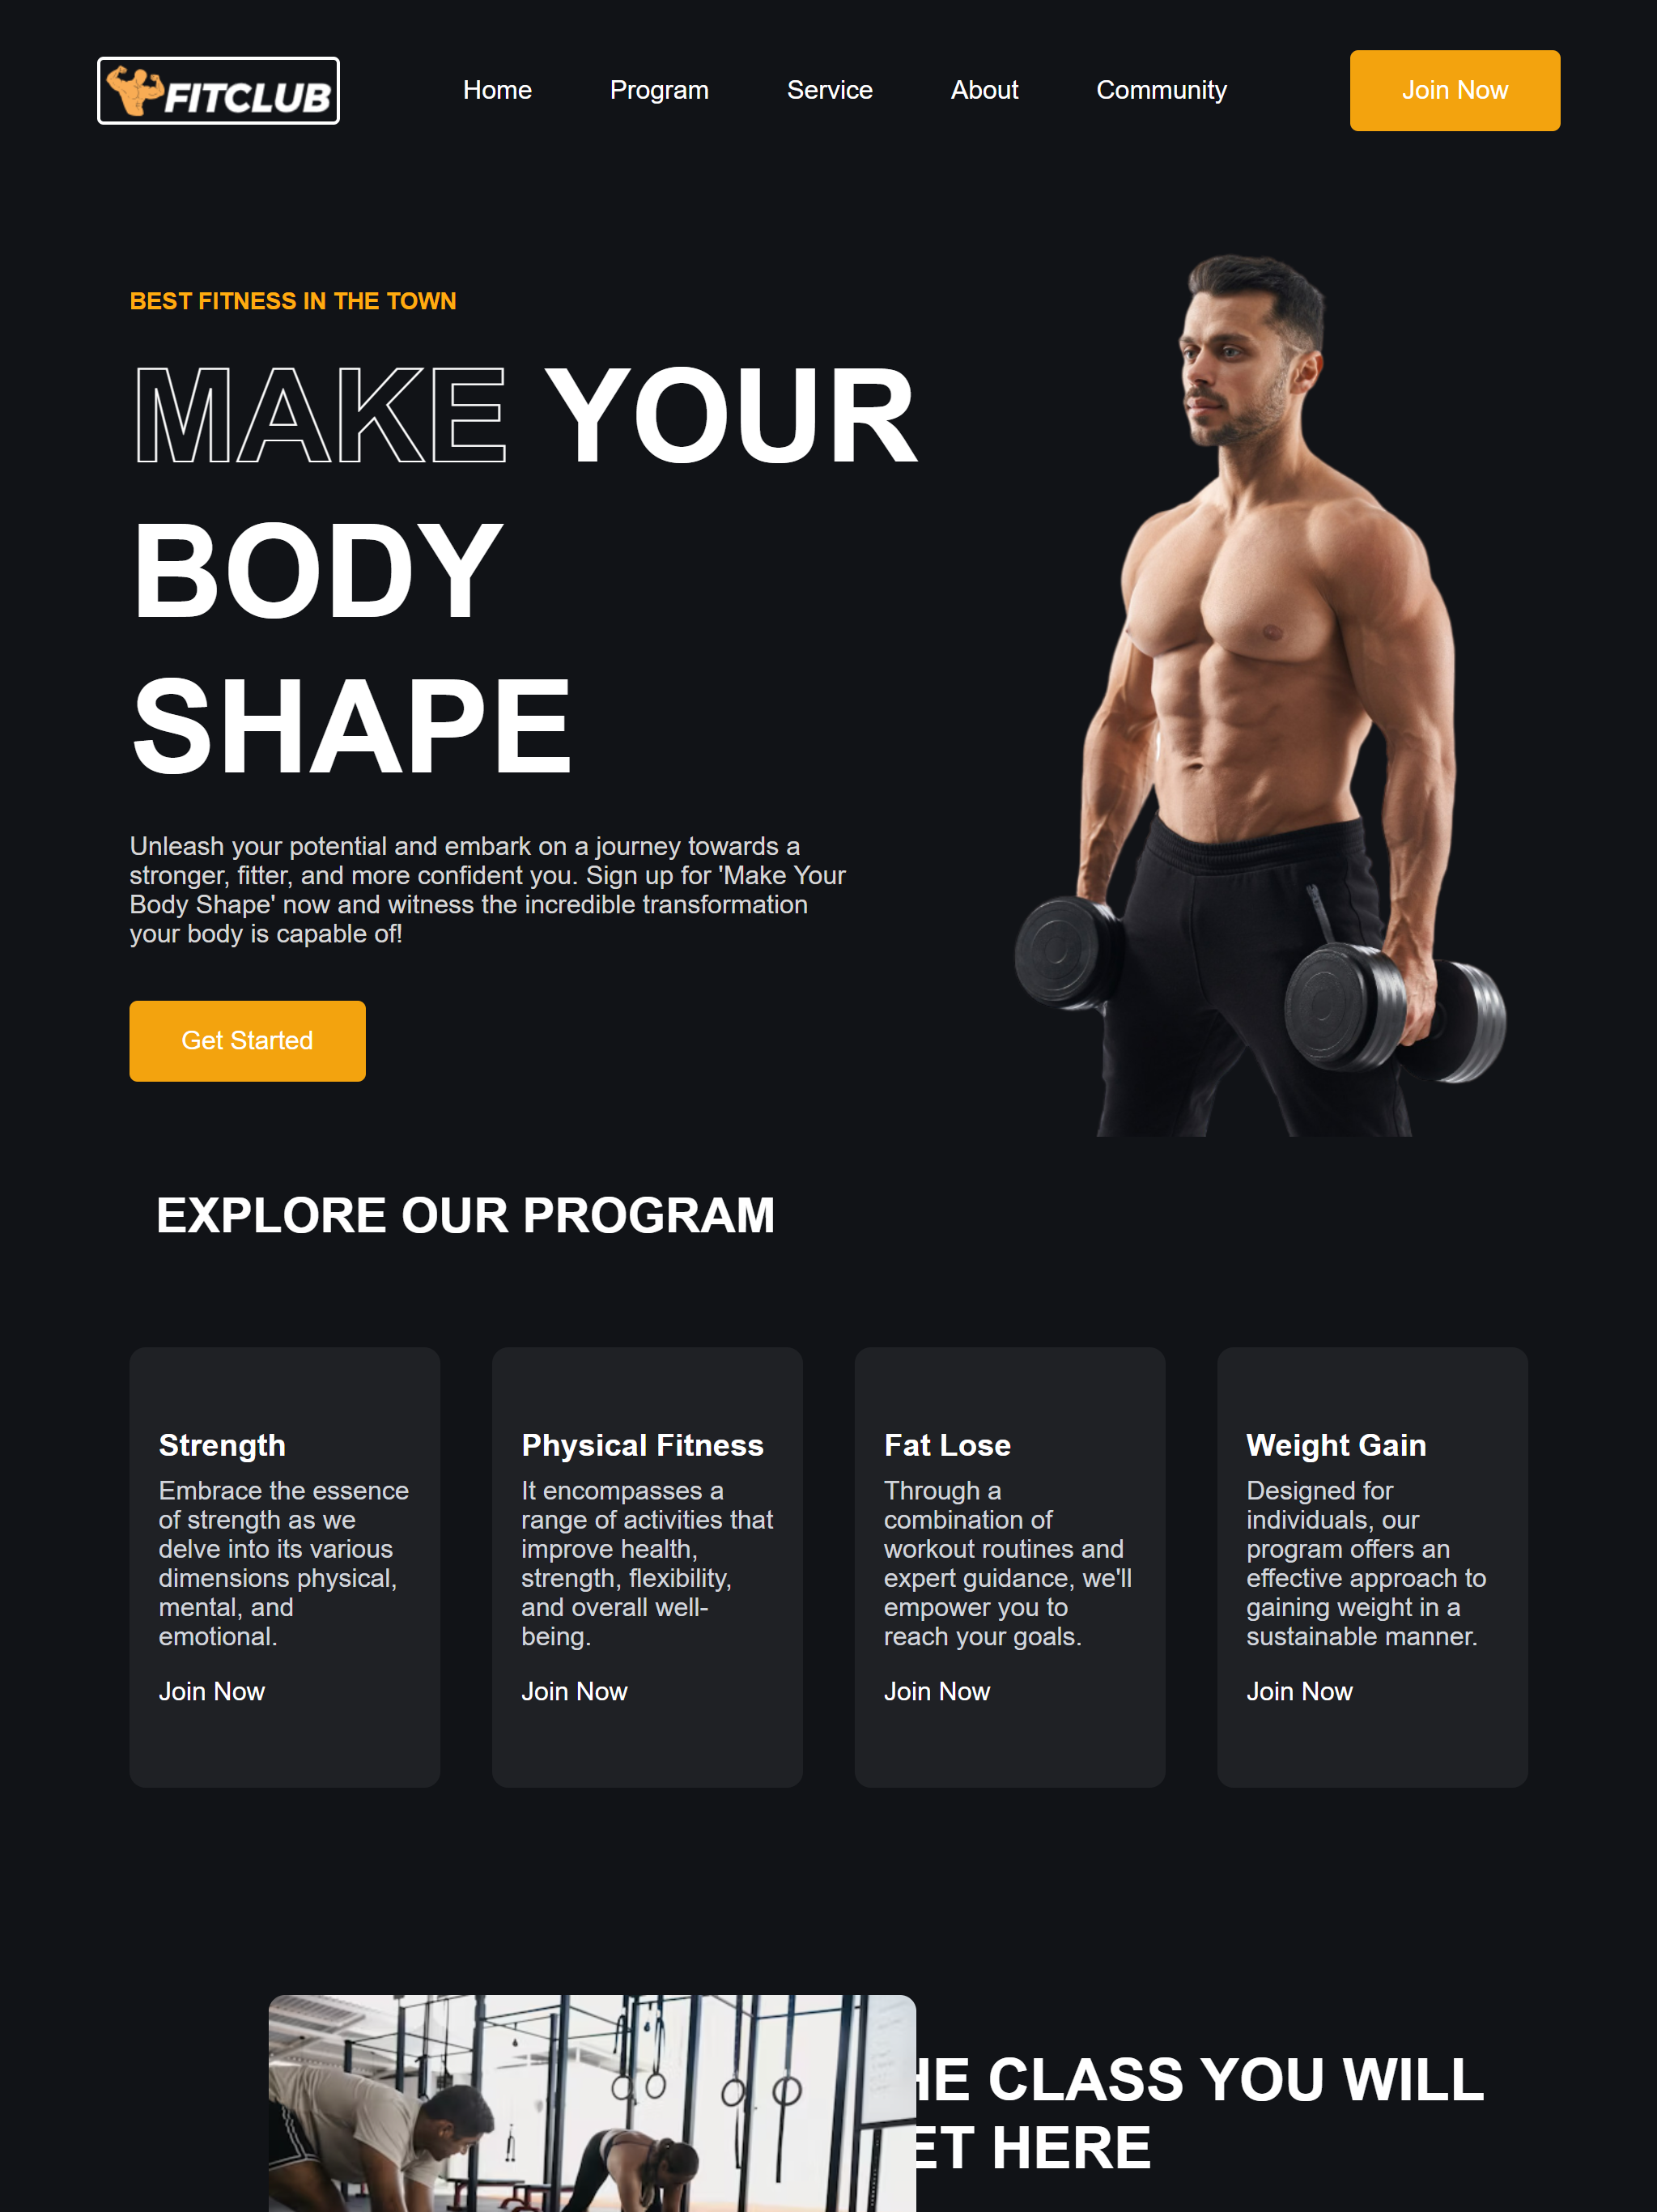 FITCLUB
Home
Program
Service
About
Community
Join Now
BEST FITNESS IN THE TOWN
MAKE YOUR
BODY
SHAPE
Unleash your potential and embark on a journey towards a
stronger, fitter, and more confident you. Sign up for 'Make Your
Body Shape' now and witness the incredible transformation
your body is capable of!
Get Started
EXPLORE OUR PROGRAM
Strength
Embrace the essence
of strength as we
delve into its various
dimensions physical,
mental, and
emotional.
Join Now
Physical Fitness
It encompasses a
range of activities that
improve health,
strength, flexibility,
and overall well-
being.
Join Now
Fat Lose
Through a
combination of
workout routines and
expert guidance, we'll
empower you to
reach your goals.
Join Now
Weight Gain
Designed for
individuals, our
program offers an
effective approach to
gaining weight in a
sustainable manner.
Join Now
HE CLASS YOU WILL
ET HERE